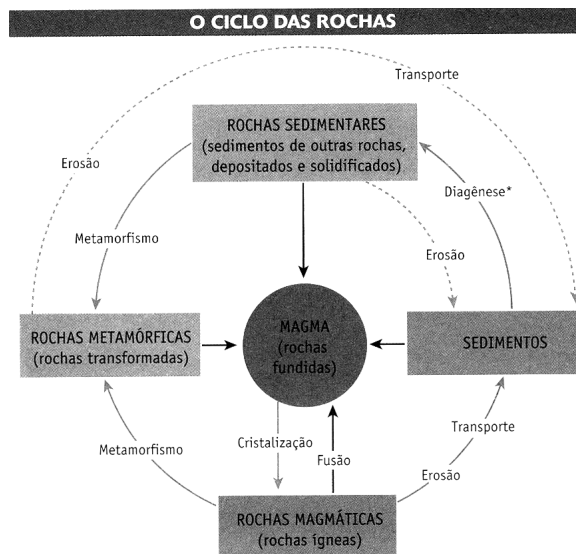 O CICLO DAS ROCHAS
Transporte
ROCHAS SEDIMENTARES
(sedimentos de outras rochas,
depositados e solidificados)
Erosão
Diagênese*
Metamorfismo
Erosão
ROCHAS METAMÓRFICAS
(rochas transformadas)
MAGMA
(rochas
fundidas)
SEDIMENTOS
Cristalização
Fusão
Metamorfismo
Transporte
Erosão
ROCHAS MAGMÁTICAS
(rochas ígneas)